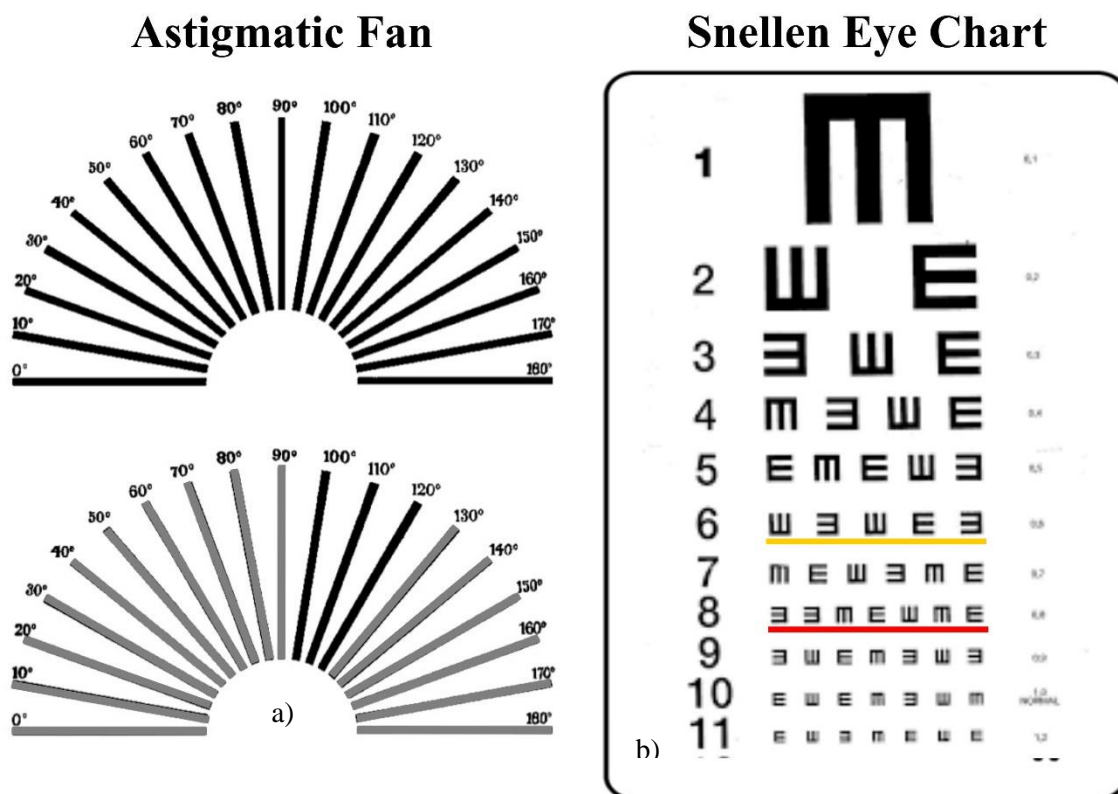 Astigmatic Fan
0°
10°
20°
30°
40°
50°
60°
70°
80°
90°
100°
110°
120°
130°
140°
150°
160°
170°
180°
0°
10°
20°
30°
40°
50°
60°
70°
80°
90°
100°
110°
120°
130°
140°
150°
160°
170°
180°
a)
Snellen Eye Chart
1 E
2 E E
3 E E E
4 E E E E
5 E E E E E
6 E E E E E
7 E E E E E E
8 E E E E E E E
9 E E E E E E E
10 E E E E E E E NORMAL
11 E E E E E E E
b)